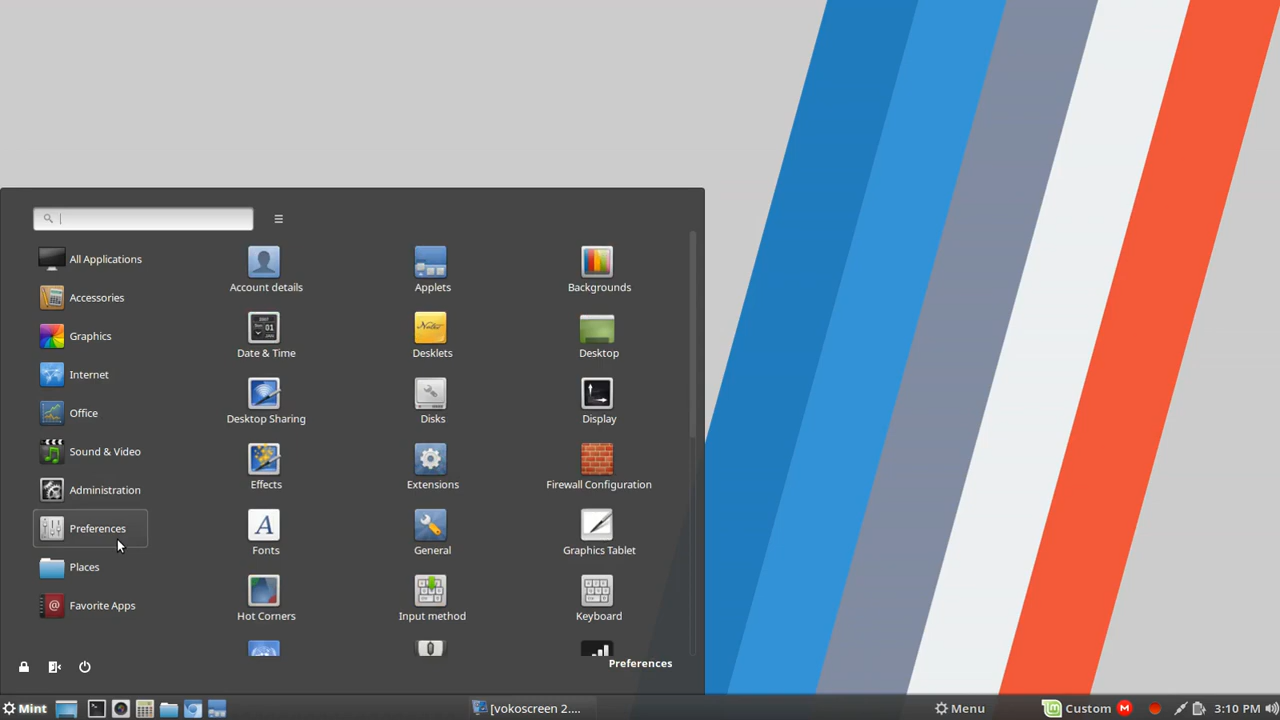 All Applications
Accessories
Graphics
Internet
Office
Sound & Video
Administration
Preferences
Places
Favorite Apps
Account details
Applets
Backgrounds
Date & Time
Desklets
Desktop
Desktop Sharing
Disks
Display
Effects
Extensions
Firewall Configuration
Fonts
General
Graphics Tablet
Hot Corners
Input method
Keyboard
Preferences
Mint
[vokoscreen 2....
Menu
Custom
3:10 PM